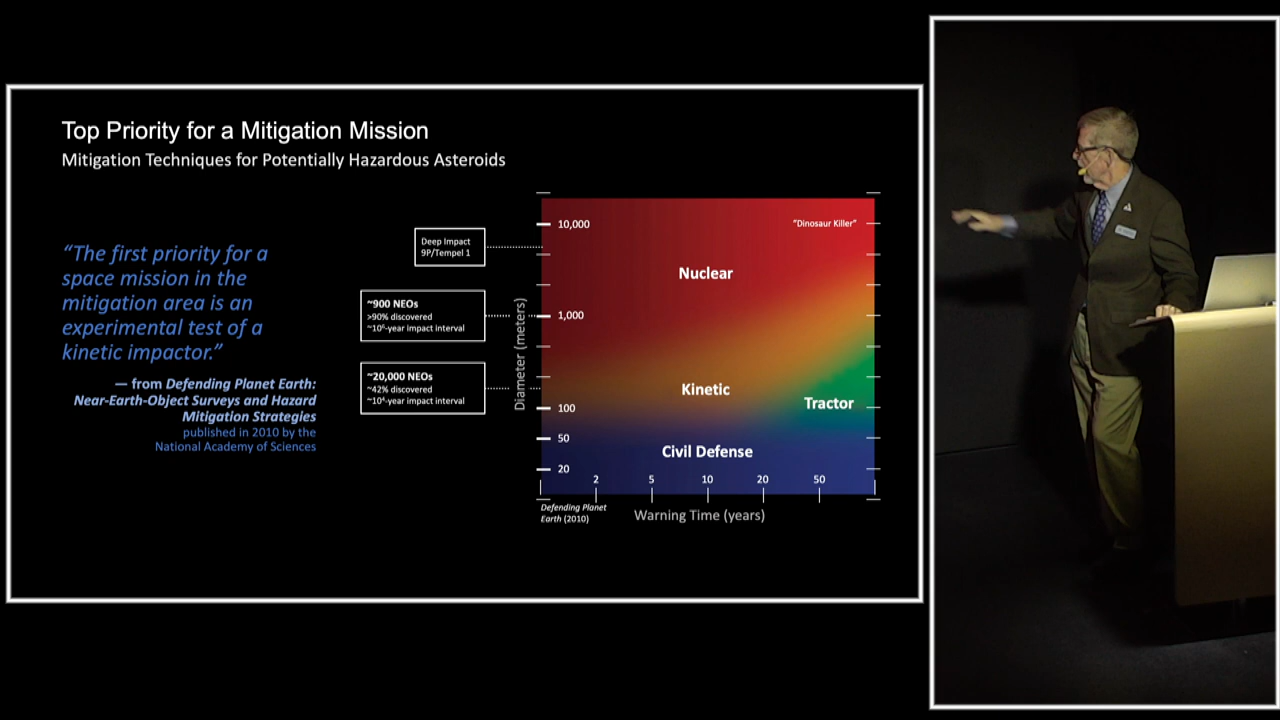 Top Priority for a Mitigation Mission
Mitigation Techniques for Potentially Hazardous Asteroids
“The first priority for a
space mission in the
mitigation area is an
experimental test of a
kinetic impactor.”
— from Defending Planet Earth:
Near-Earth-Object Surveys and Hazard
Mitigation Strategies
published in 2010 by the
National Academy of Sciences
Deep Impact
9P/Tempel 1
~900 NEOs
>90% discovered
~10⁶-year impact interval
~20,000 NEOs
~42% discovered
~10⁴-year impact interval
Diameter (meters)
10,000
1,000
100
50
20
“Dinosaur Killer”
Nuclear
Kinetic
Tractor
Civil Defense
2 5 10 20 50
Defending Planet
Earth (2010)
Warning Time (years)